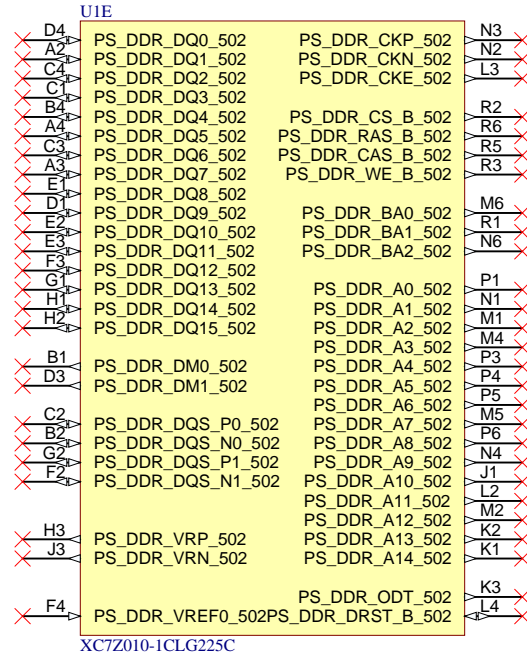 U1E
D4 PS_DDR_DQ0_502 PS_DDR_CKP_502 N3
A2 PS_DDR_DQ1_502 PS_DDR_CKN_502 N2
C4 PS_DDR_DQ2_502 PS_DDR_CKE_502 L3
C1 PS_DDR_DQ3_502
B4 PS_DDR_DQ4_502 PS_DDR_CS_B_502 R2
A4 PS_DDR_DQ5_502 PS_DDR_RAS_B_502 R6
C3 PS_DDR_DQ6_502 PS_DDR_CAS_B_502 R5
A3 PS_DDR_DQ7_502 PS_DDR_WE_B_502 R3
E1 PS_DDR_DQ8_502
D1 PS_DDR_DQ9_502 PS_DDR_BA0_502 M6
E2 PS_DDR_DQ10_502 PS_DDR_BA1_502 R1
E3 PS_DDR_DQ11_502 PS_DDR_BA2_502 N6
F3 PS_DDR_DQ12_502
G1 PS_DDR_DQ13_502 PS_DDR_A0_502 P1
H1 PS_DDR_DQ14_502 PS_DDR_A1_502 N1
H2 PS_DDR_DQ15_502 PS_DDR_A2_502 M1
PS_DDR_A3_502 M4
B1 PS_DDR_DM0_502 PS_DDR_A4_502 P3
D3 PS_DDR_DM1_502 PS_DDR_A5_502 P4
PS_DDR_A6_502 P5
C2 PS_DDR_DQS_P0_502 PS_DDR_A7_502 M5
B2 PS_DDR_DQS_N0_502 PS_DDR_A8_502 P6
G2 PS_DDR_DQS_P1_502 PS_DDR_A9_502 N4
F2 PS_DDR_DQS_N1_502 PS_DDR_A10_502 J1
PS_DDR_A11_502 L2
PS_DDR_A12_502 M2
H3 PS_DDR_VRP_502 PS_DDR_A13_502 K2
J3 PS_DDR_VRN_502 PS_DDR_A14_502 K1
PS_DDR_ODT_502 K3
F4 PS_DDR_VREF0_502 PS_DDR_DRST_B_502 L4
XC7Z010-1CLG225C